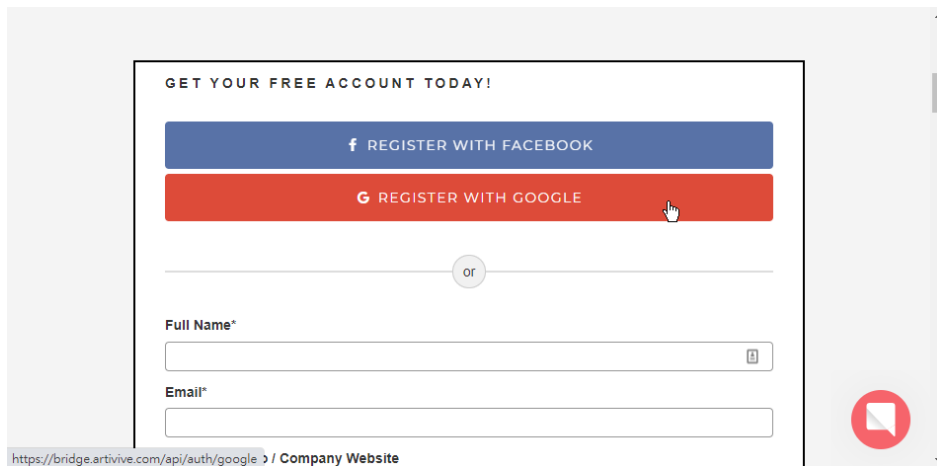 GET YOUR FREE ACCOUNT TODAY!
f REGISTER WITH FACEBOOK
G REGISTER WITH GOOGLE
or
Full Name*
Email*
https://bridge.artivive.com/api/auth/google
/ Company Website